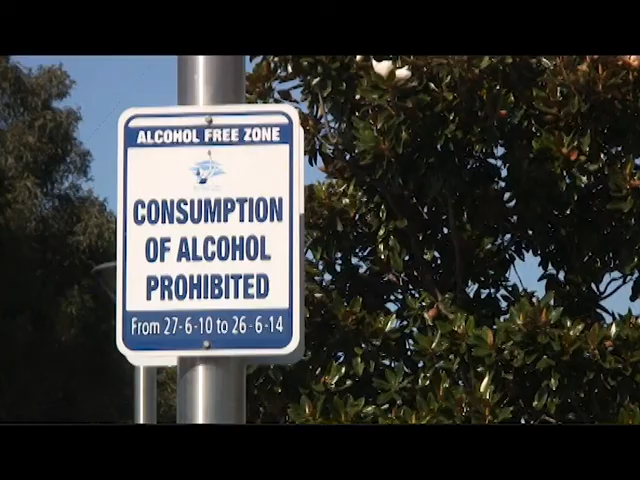 ALCOHOL FREE ZONE
CONSUMPTION
OF ALCOHOL
PROHIBITED
From 27-6-10 to 26-6-14